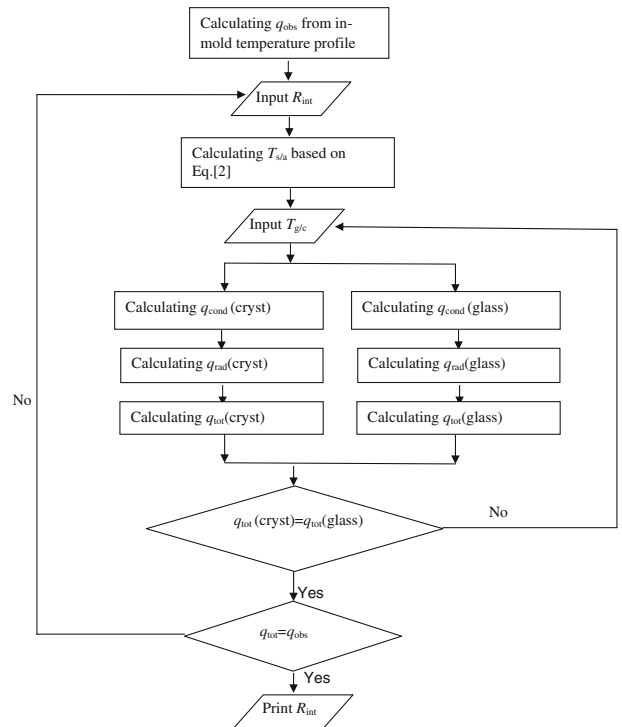 Calculating qobs from in-
mold temperature profile
Input Rint
Calculating Ts/a based on
Eq.[2]
Input Tg/c
Calculating qcond (cryst)
Calculating qcond (glass)
Calculating qrad(cryst)
Calculating qrad(glass)
No
Calculating qtot(cryst)
Calculating qtot(glass)
qtot (cryst)=qtot(glass)
No
Yes
qtot=qobs
Yes
Print Rint